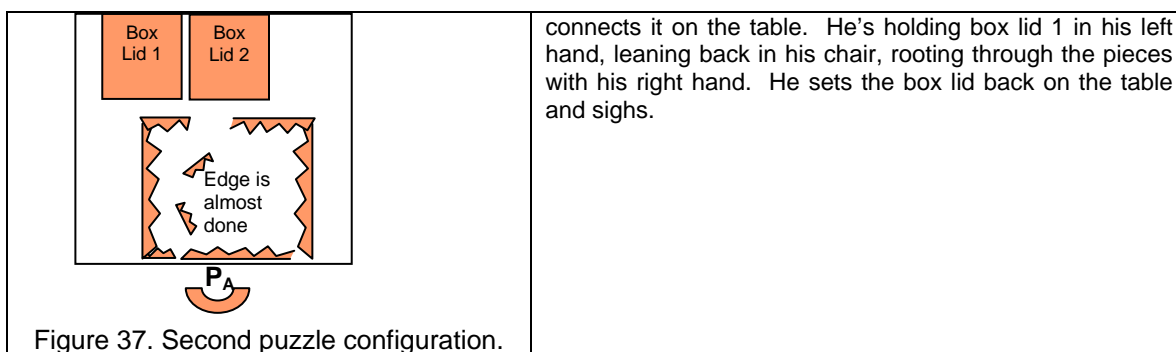 Box
Lid 1
Box
Lid 2
Edge is
almost
done
PA
Figure 37. Second puzzle configuration.
connects it on the table. He's holding box lid 1 in his left
hand, leaning back in his chair, rooting through the pieces
with his right hand. He sets the box lid back on the table
and sighs.